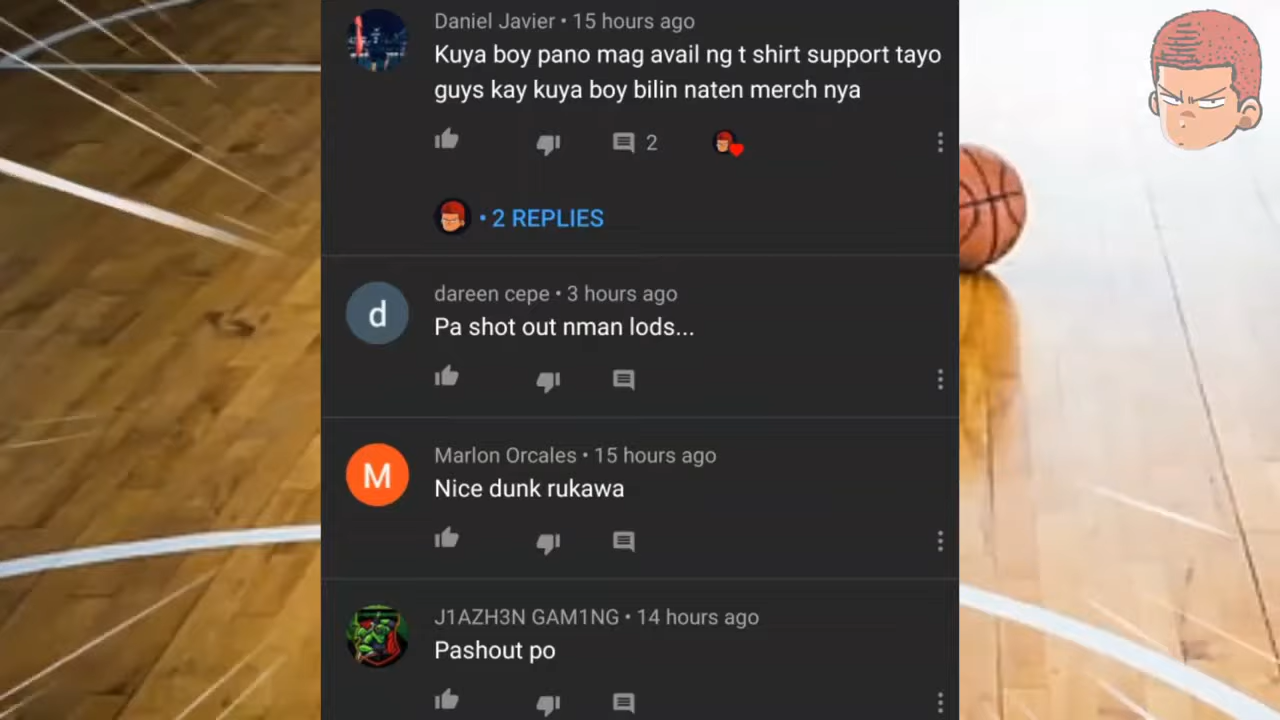 Daniel Javier • 15 hours ago
Kuya boy pano mag avail ng t shirt support tayo
guys kay kuya boy bilin naten merch nya
2
• 2 REPLIES
d
dareen cepe • 3 hours ago
Pa shot out nman lods...
M
Marlon Orcales • 15 hours ago
Nice dunk rukawa
J1AZH3N GAM1NG • 14 hours ago
Pashout po